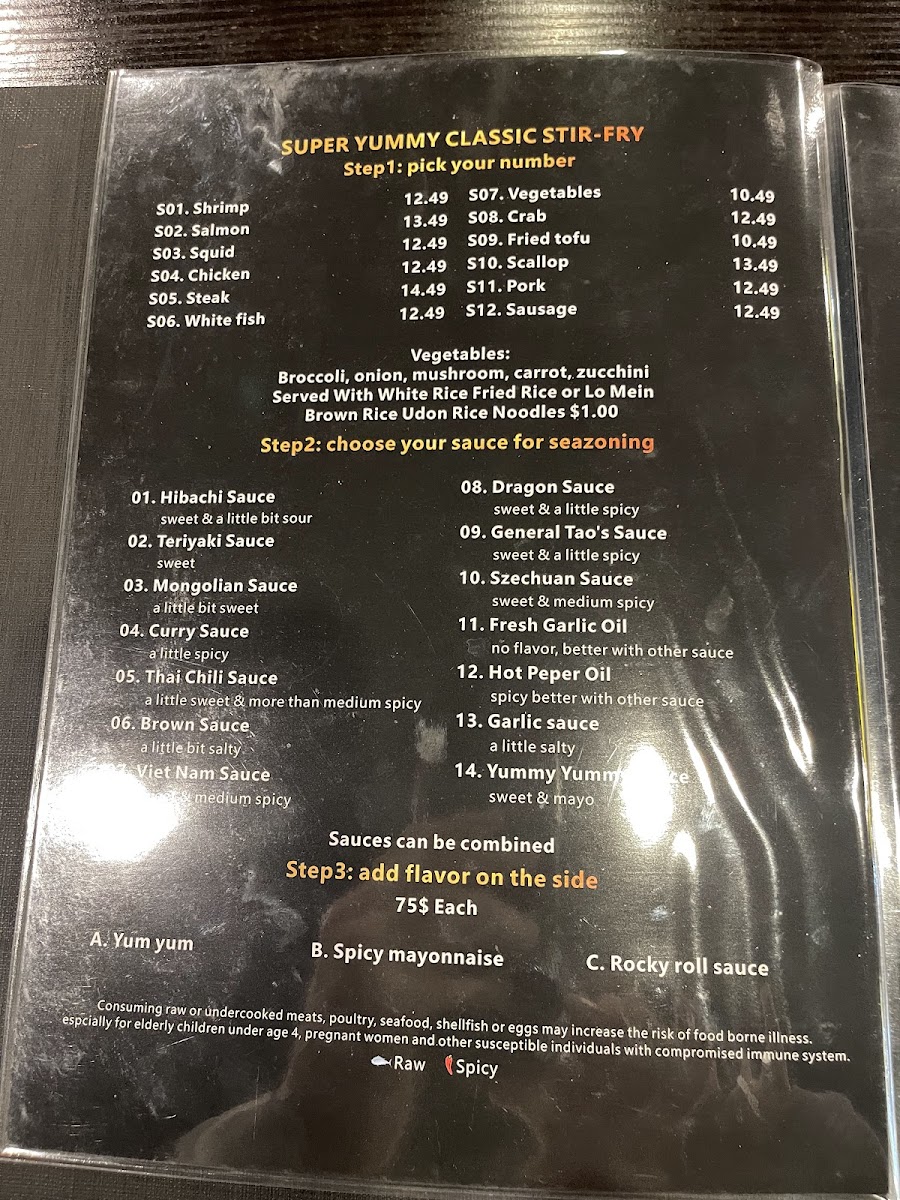 SUPER YUMMY CLASSIC STIR-FRY
Step1: pick your number
S01. Shrimp 12.49
S02. Salmon 13.49
S03. Squid 12.49
S04. Chicken 12.49
S05. Steak 14.49
S06. White fish 12.49
S07. Vegetables 10.49
S08. Crab 12.49
S09. Fried tofu 10.49
S10. Scallop 13.49
S11. Pork 12.49
S12. Sausage 12.49
Vegetables:
Broccoli, onion, mushroom, carrot, zucchini
Served With White Rice Fried Rice or Lo Mein
Brown Rice Udon Rice Noodles $1.00
Step2: choose your sauce for seazoning
01. Hibachi Sauce
sweet & a little bit sour
02. Teriyaki Sauce
sweet
03. Mongolian Sauce
a little bit sweet
04. Curry Sauce
a little spicy
05. Thai Chili Sauce
a little sweet & more than medium spicy
06. Brown Sauce
a little bit salty
Viet Nam Sauce
& medium spicy
08. Dragon Sauce
sweet & a little spicy
09. General Tao's Sauce
sweet & a little spicy
10. Szechuan Sauce
sweet & medium spicy
11. Fresh Garlic Oil
no flavor, better with other sauce
12. Hot Peper Oil
spicy better with other sauce
13. Garlic sauce
a little salty
14. Yummy Yummy
sweet & mayo
Sauces can be combined
Step3: add flavor on the side
75$ Each
A. Yum yum
B. Spicy mayonnaise
C. Rocky roll sauce
Consuming raw or undercooked meats, poultry, seafood, shellfish or eggs may increase the risk of food borne illness.
espcially for elderly children under age 4, pregnant women and other susceptible individuals with compromised immune system.
Raw Spicy